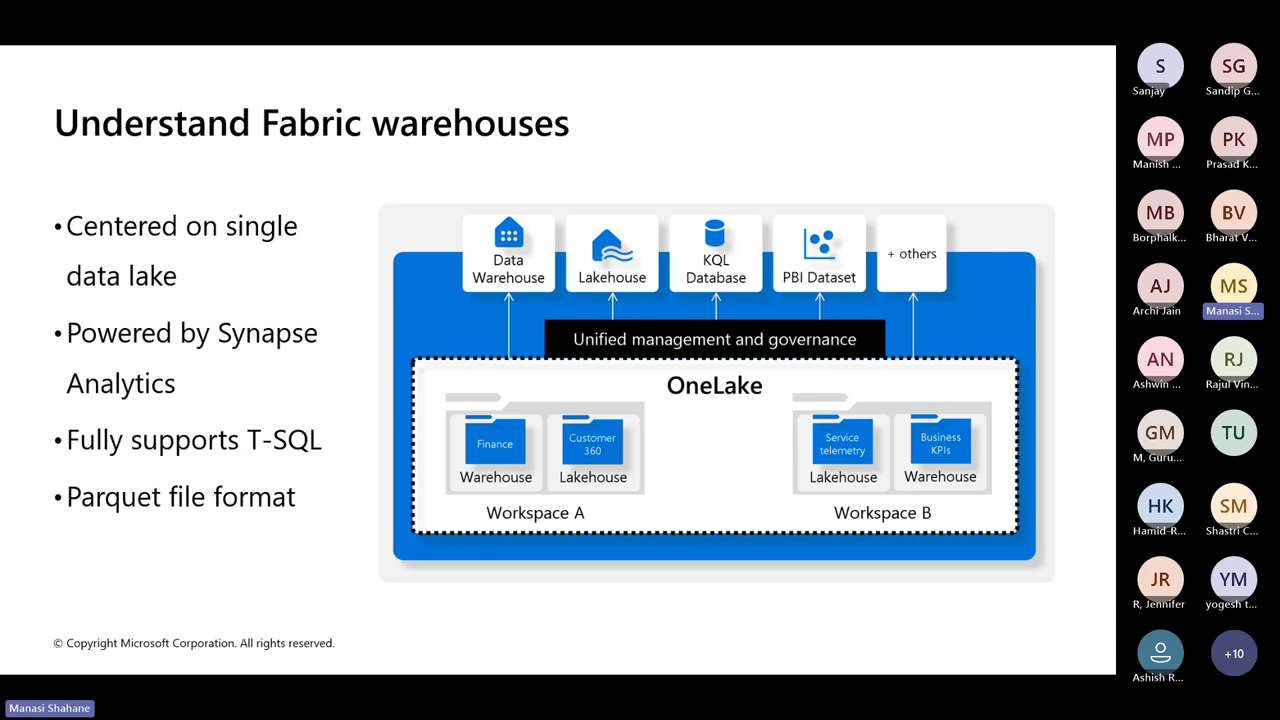 Understand Fabric warehouses
• Centered on single
data lake
• Powered by Synapse
Analytics
• Fully supports T-SQL
• Parquet file format
Data
Warehouse
Lakehouse
KQL
Database
PBI Dataset
+ others
Unified management and governance
OneLake
Finance
Warehouse
Customer
360
Lakehouse
Workspace A
Service
telemetry
Lakehouse
Business
KPIs
Warehouse
Workspace B
© Copyright Microsoft Corporation. All rights reserved.
Manasi Shahane
S
Sanjay
SG
Sandip G...
MP
Manish ...
PK
Prasad K...
MB
Borphalk...
BV
Bharat V...
AJ
Archi Jain
MS
Manasi S...
AN
Ashwin ...
RJ
Rajul Vin...
GM
M, Guru...
TU
HK
Hamid-R...
SM
Shastri C...
JR
R, Jennifer
YM
yogesh t...
Ashish R...
+10